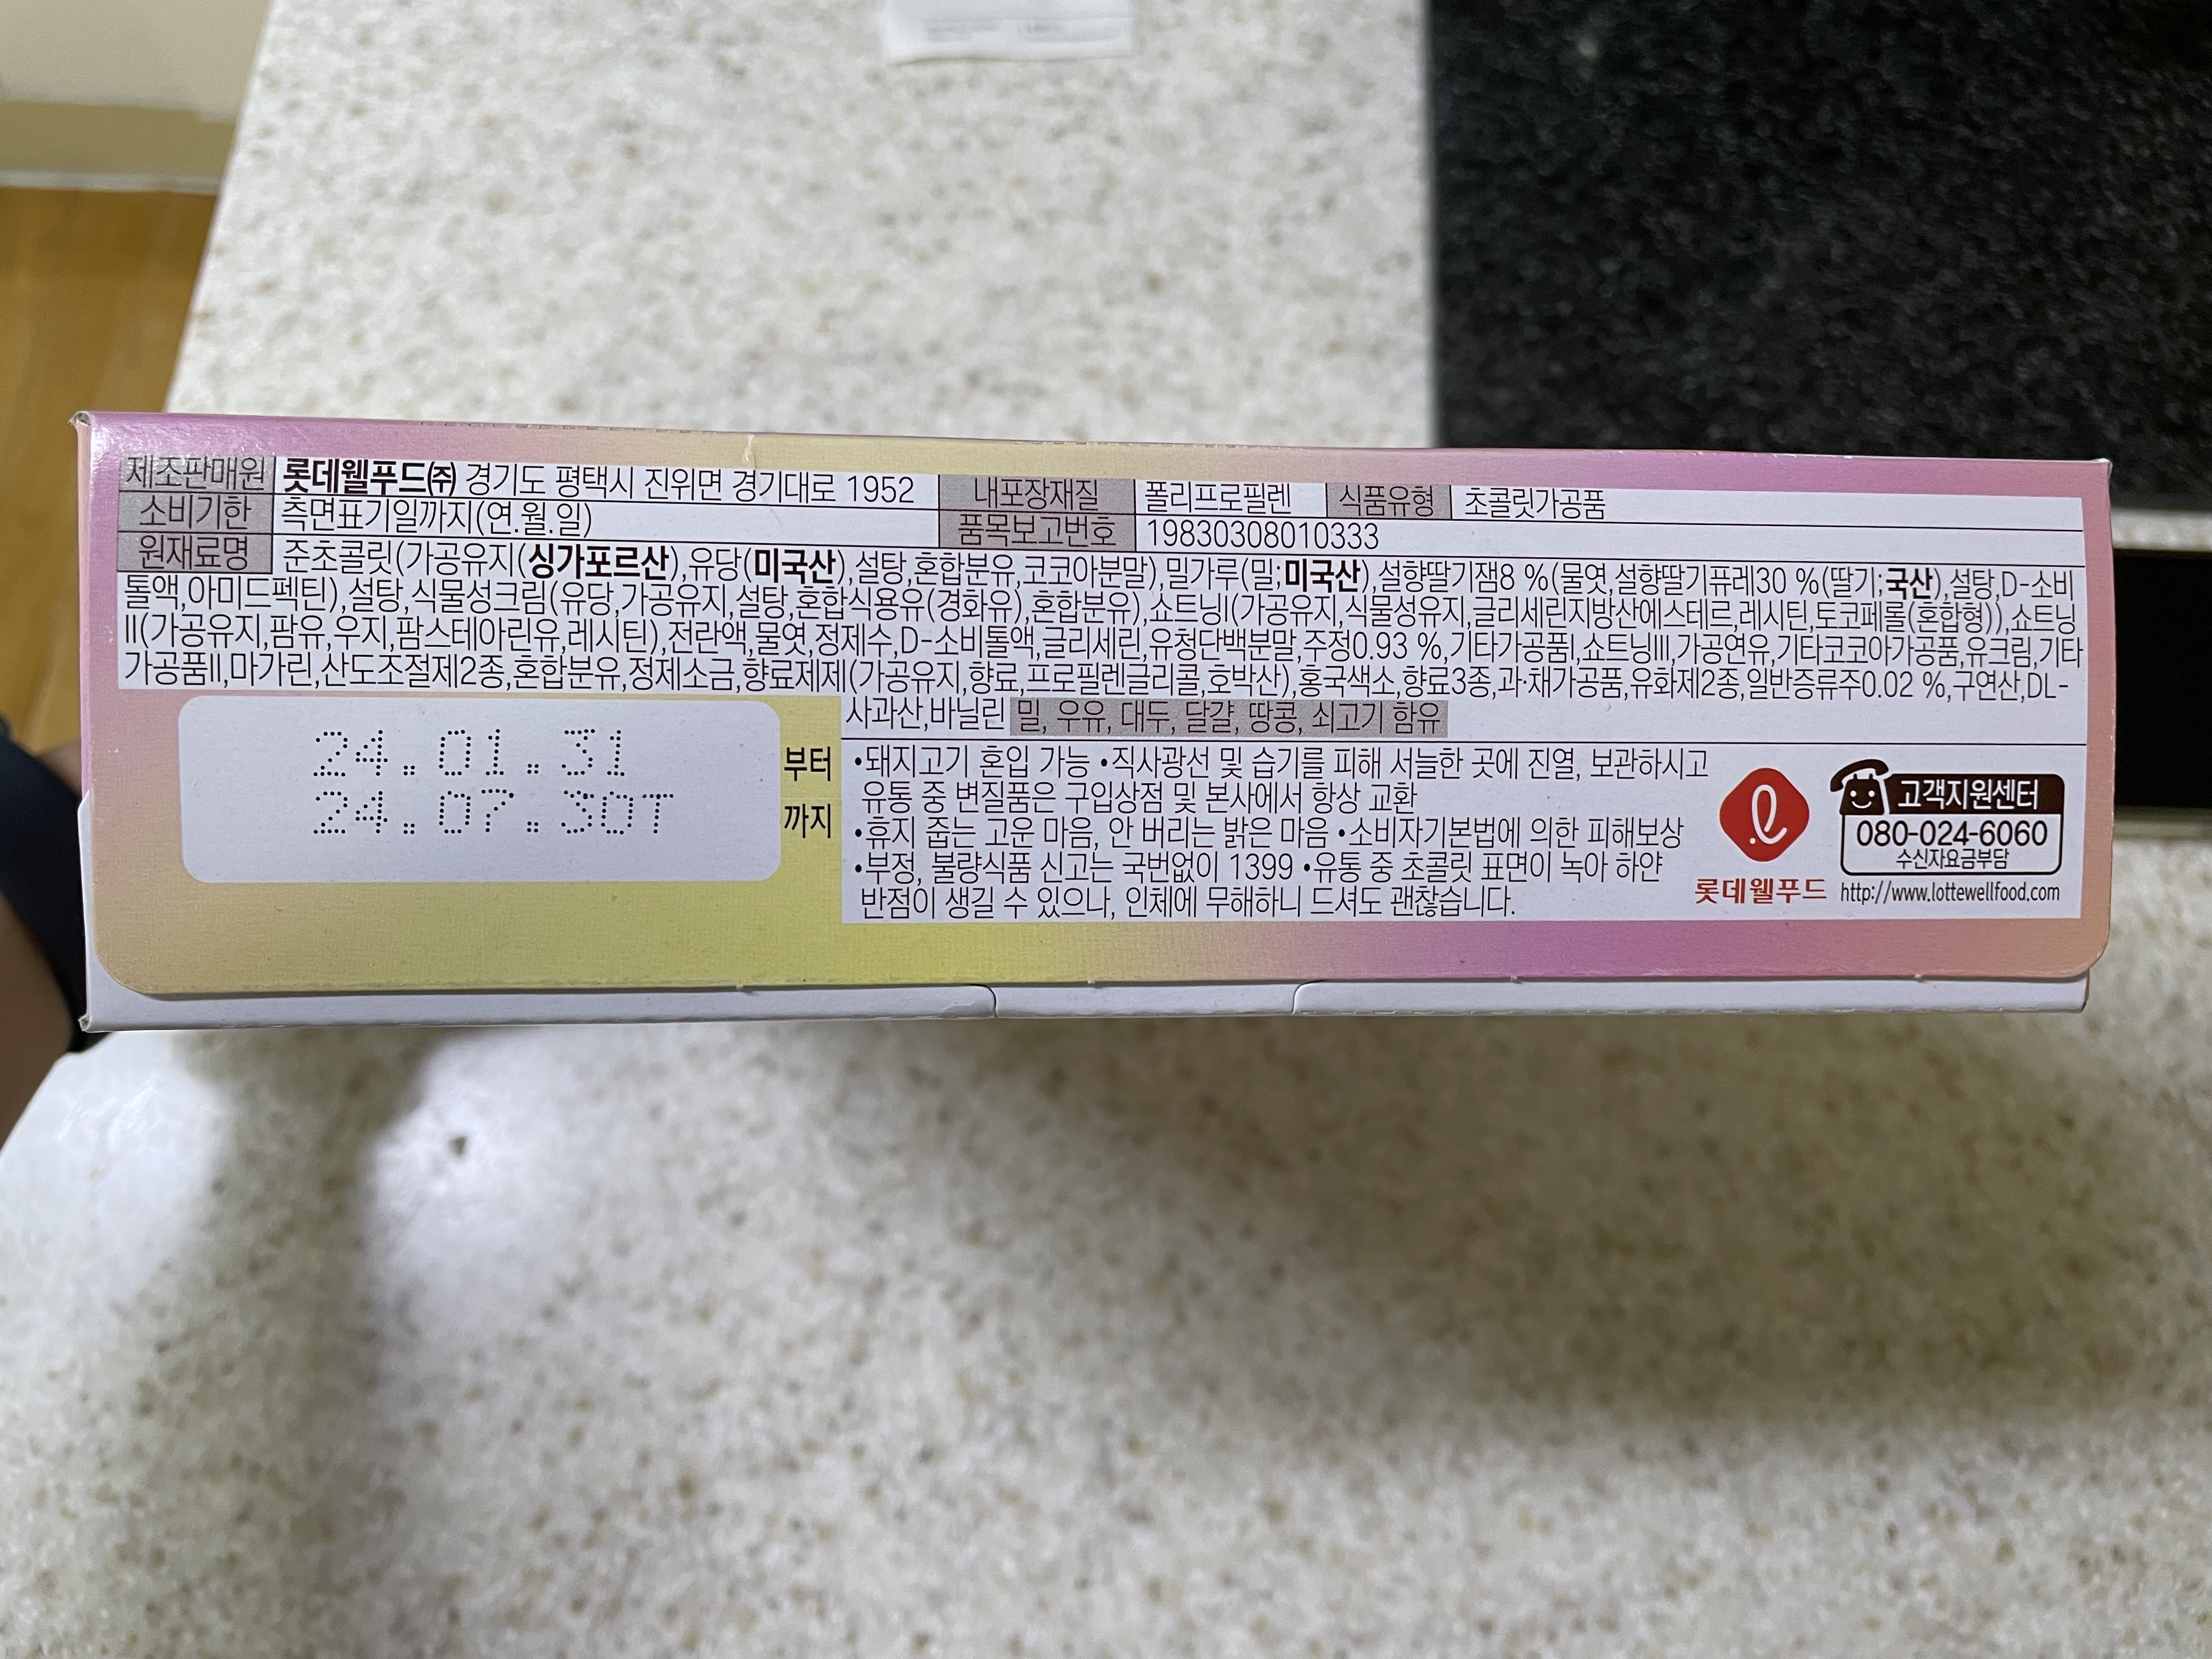 제조판매원 롯데웰푸드㈜ 경기도 평택시 진위면 경기대로 1952 내포장재질 폴리프로필렌 식품유형 초콜릿가공품
소비기한 측면표기일까지(연.월.일) 품목보고번호 19830308010333
원재료명 준초콜릿(가공유지(싱가포르산),유당(미국산),설탕,혼합분유,코코아분말),밀가루(밀;미국산),설향딸기잼8 %(물엿,설향딸기퓨레30 %(딸기;국산),설탕,D-소비
톨액,아미드펙틴),설탕,식물성크림(유당,가공유지,설탕,혼합식용유(경화유),혼합분유),쇼트닝I(가공유지,식물성유지,글리세린지방산에스테르,레시틴,토코페롤(혼합형)),쇼트닝
II(가공유지,팜유,우지,팜스테아린유,레시틴),전란액,물엿,정제수,D-소비톨액,글리세린,유청단백분말,주정0.93 %,기타가공품I,쇼트닝III,가공연유,기타코코아가공품,유크림,기타
가공품II,마가린,산도조절제2종,혼합분유,정제소금,향료제제(가공유지,향료,프로필렌글리콜,호박산),홍국색소,향료3종,과·채가공품,유화제2종,일반증류주0.02 %,구연산,DL-
사과산,바닐린 밀, 우유, 대두, 달걀, 땅콩, 쇠고기 함유
24.01.31 부터
24.07.30T 까지
•돼지고기 혼입 가능 •직사광선 및 습기를 피해 서늘한 곳에 진열, 보관하시고
유통 중 변질품은 구입상점 및 본사에서 항상 교환
•휴지 줍는 고운 마음, 안 버리는 밝은 마음 •소비자기본법에 의한 피해보상
•부정, 불량식품 신고는 국번없이 1399 •유통 중 초콜릿 표면이 녹아 하얀
반점이 생길 수 있으나, 인체에 무해하니 드셔도 괜찮습니다.
롯데웰푸드
고객지원센터
080-024-6060
수신자요금부담
http://www.lottewellfood.com